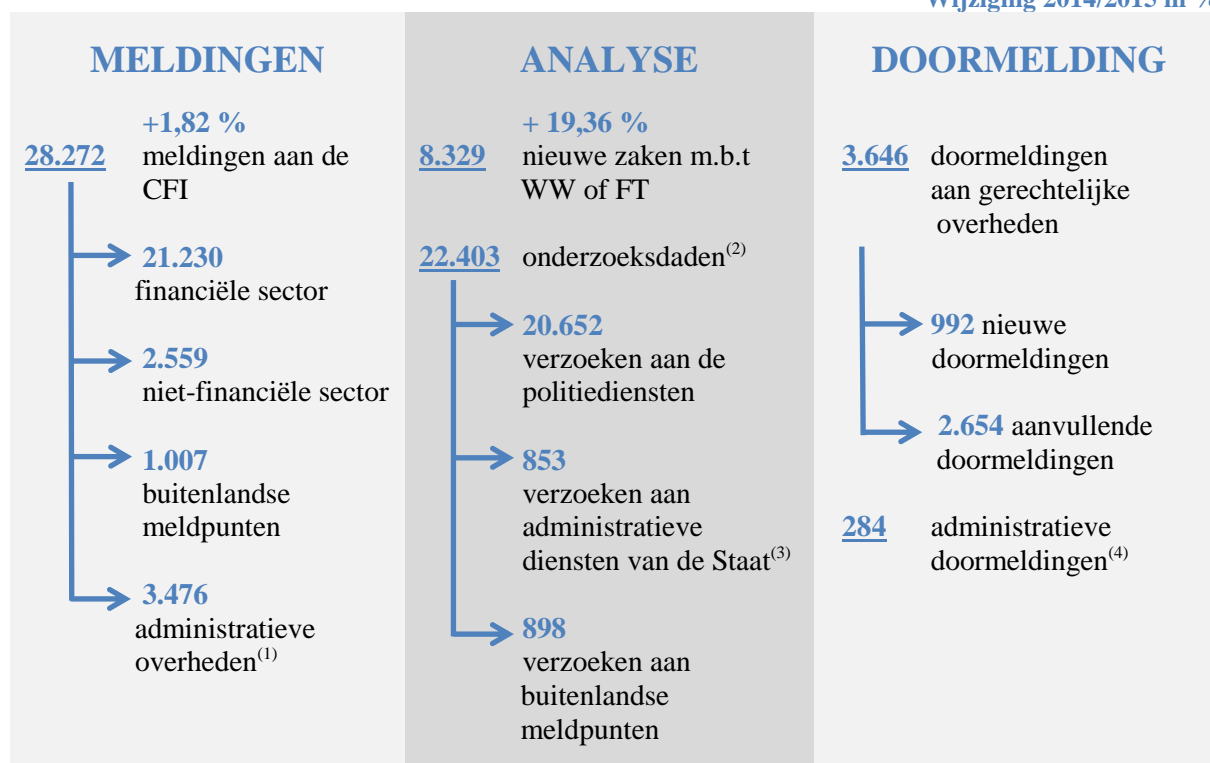 Wijziging 2014/2015 in %
MELDINGEN
+1,82 %
28.272 meldingen aan de
CFI
21.230
financiële sector
2.559
niet-financiële sector
1.007
buitenlandse
meldpunten
3.476
administratieve
overheden(1)
ANALYSE
+ 19,36 %
8.329 nieuwe zaken m.b.t
WW of FT
22.403 onderzoeksdaden(2)
20.652
verzoeken aan de
politiediensten
853
verzoeken aan
administratieve
diensten van de Staat(3)
898
verzoeken aan
buitenlandse
meldpunten
DOORMELDING
3.646 doormeldingen
aan gerechtelijke
overheden
992 nieuwe
doormeldingen
2.654 aanvullende
doormeldingen
284 administratieve
doormeldingen(4)